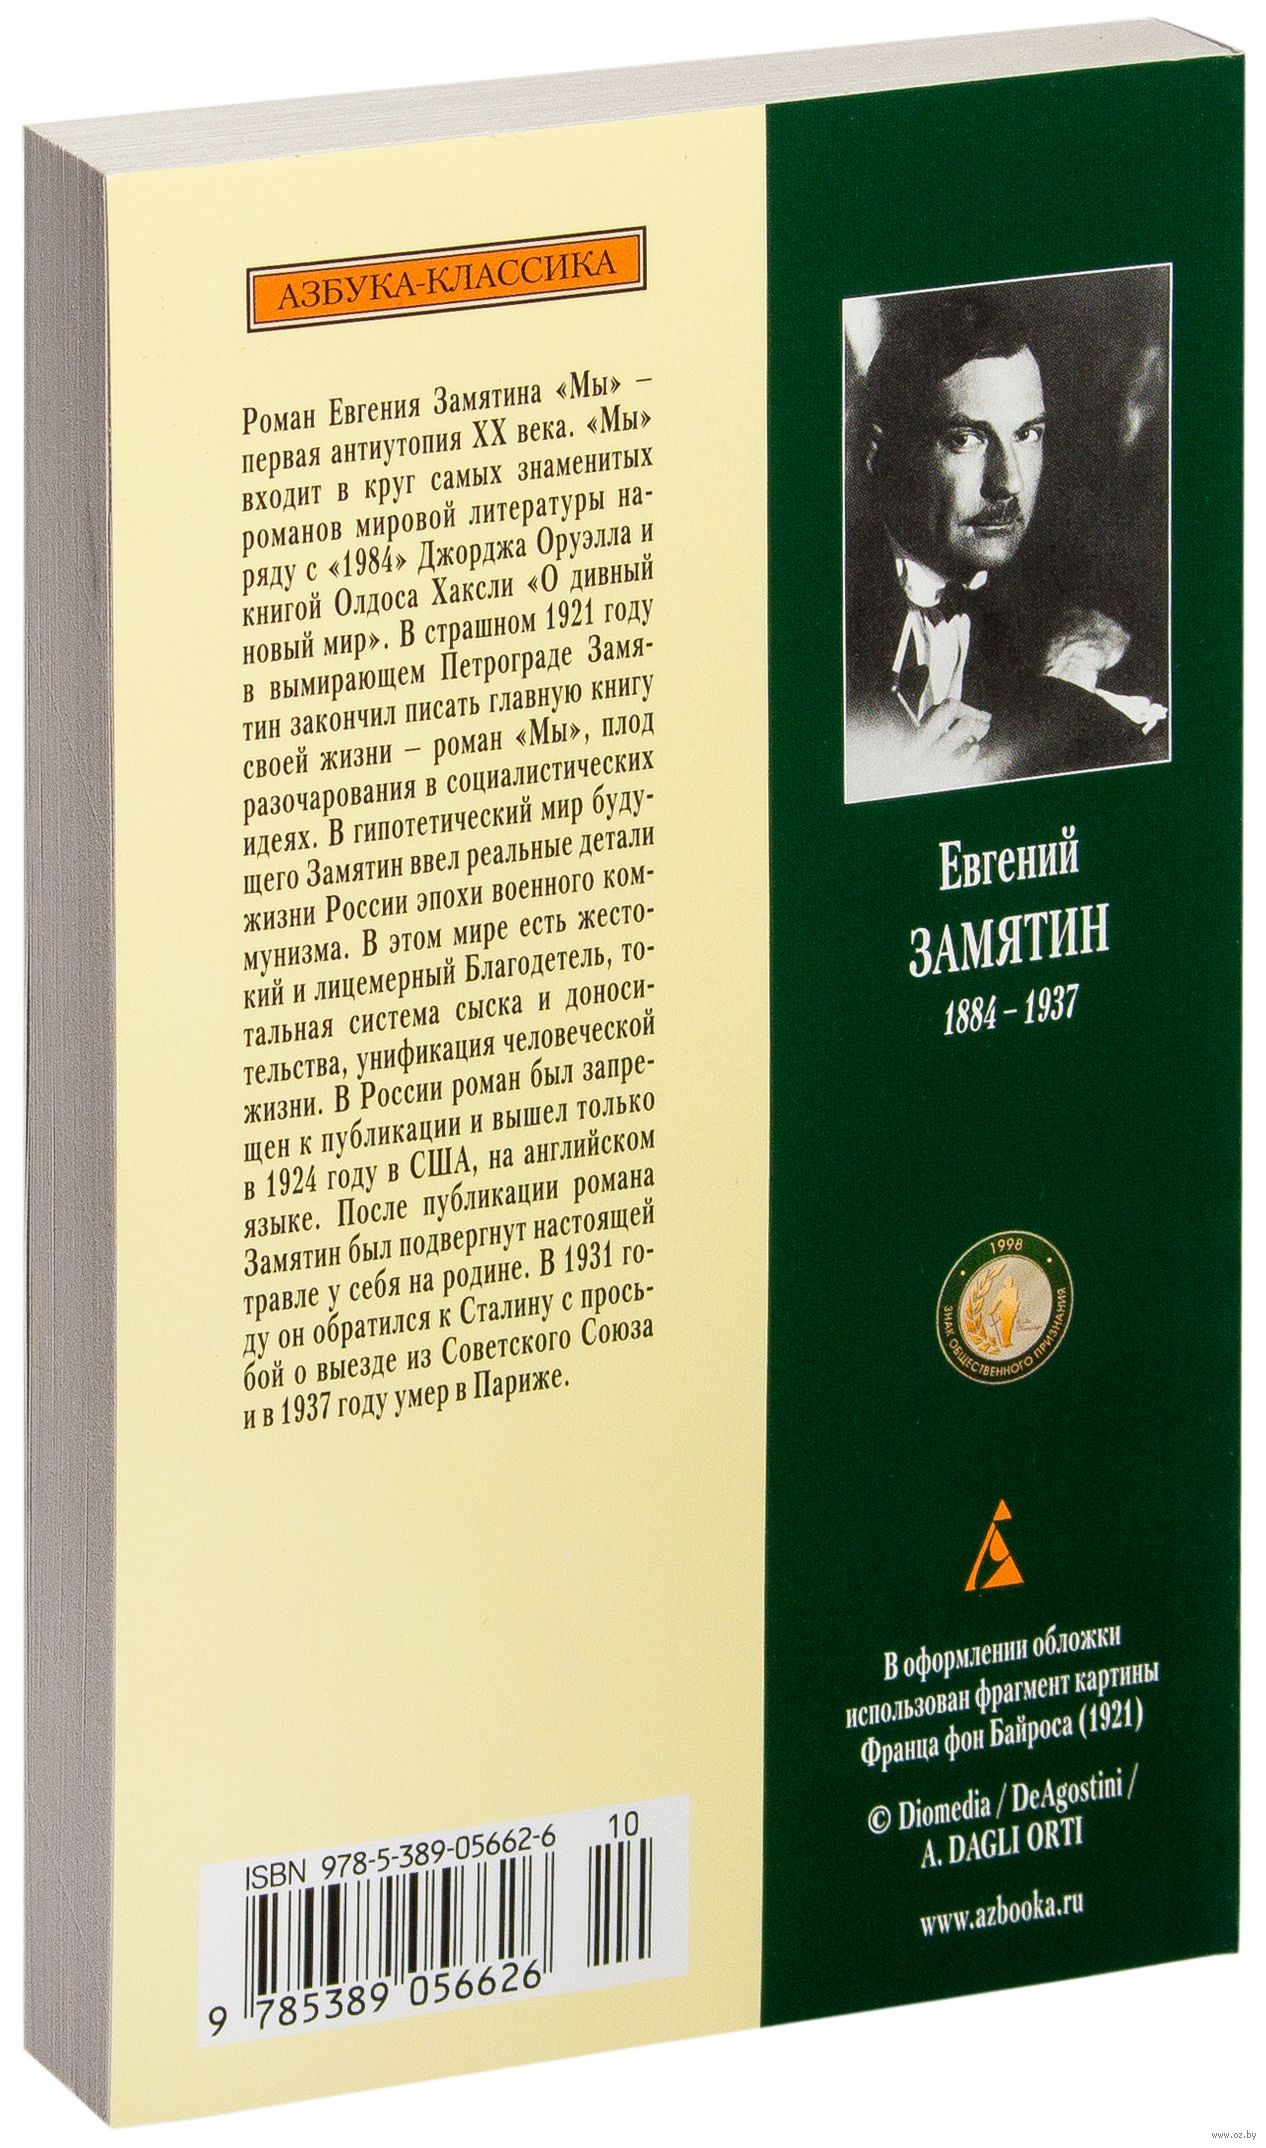 АЗБУКА-КЛАССИКА
Роман Евгения Замятина «Мы» –
первая антиутопия XX века. «Мы»
входит в круг самых знаменитых
романов мировой литературы на-
ряду с «1984» Джорджа Оруэлла и
книгой Олдоса Хаксли «О дивный
новый мир». В страшном 1921 году
в вымирающем Петрограде Замя-
тин закончил писать главную книгу
своей жизни – роман «Мы», плод
разочарования в социалистических
идеях. В гипотетический мир буду-
щего Замятин ввел реальные детали
жизни России эпохи военного ком-
мунизма. В этом мире есть жесто-
кий и лицемерный Благодетель, то-
тальная система сыска и доноси-
тельства, унификация человеческой
жизни. В России роман был запре-
щен к публикации и вышел только
в 1924 году в США, на английском
языке. После публикации романа
Замятин был подвергнут настоящей
травле у себя на родине. В 1931 го-
ду он обратился к Сталину с прось-
бой о выезде из Советского Союза
и в 1937 году умер в Париже.
ISBN 978-5-389-05662-6
10
9 785389 056626
Евгений
ЗАМЯТИН
1884 – 1937
1998
ЗНАК ОБЩЕСТВЕННОГО ПРИЗНАНИЯ
В оформлении обложки
использован фрагмент картины
Франца фон Байроса (1921)
© Diomedia / DeAgostini /
A. DAGLI ORTI
www.azbooka.ru
www.oz.by